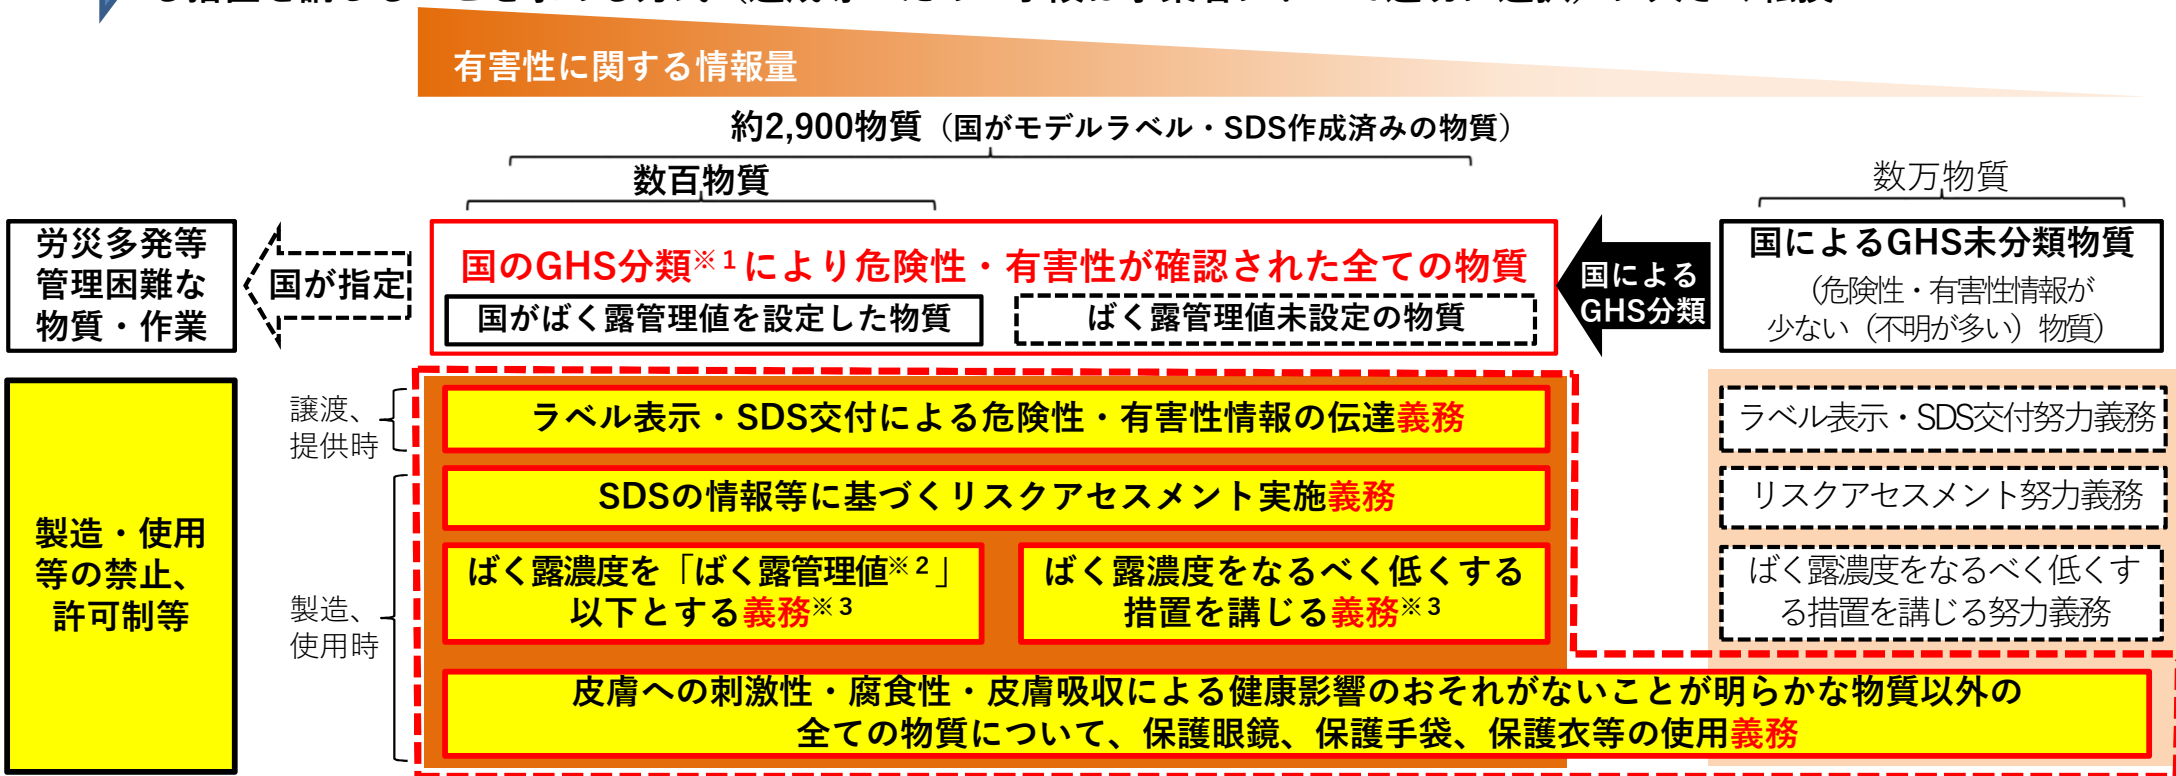 有害性に関する情報量
約2,900物質（国がモデルラベル・SDS作成済みの物質）
数百物質
数万物質
労災多発等
管理困難な
物質・作業
国が指定
国のGHS分類※1により危険性・有害性が確認された全ての物質
国がばく露管理値を設定した物質
ばく露管理値未設定の物質
国による
GHS分類
国によるGHS未分類物質
（危険性・有害性情報が
少ない（不明が多い）物質）
製造・使用
等の禁止、
許可制等
譲渡、
提供時
ラベル表示・SDS交付による危険性・有害性情報の伝達義務
ラベル表示・SDS交付努力義務
製造、
使用時
SDSの情報等に基づくリスクアセスメント実施義務
リスクアセスメント努力義務
ばく露濃度を「ばく露管理値※2」
以下とする義務※3
ばく露濃度をなるべく低くする
措置を講じる義務※3
ばく露濃度をなるべく低くす
る措置を講じる努力義務
皮膚への刺激性・腐食性・皮膚吸収による健康影響のおそれがないことが明らかな物質以外の
全ての物質について、保護眼鏡、保護手袋、保護衣等の使用義務